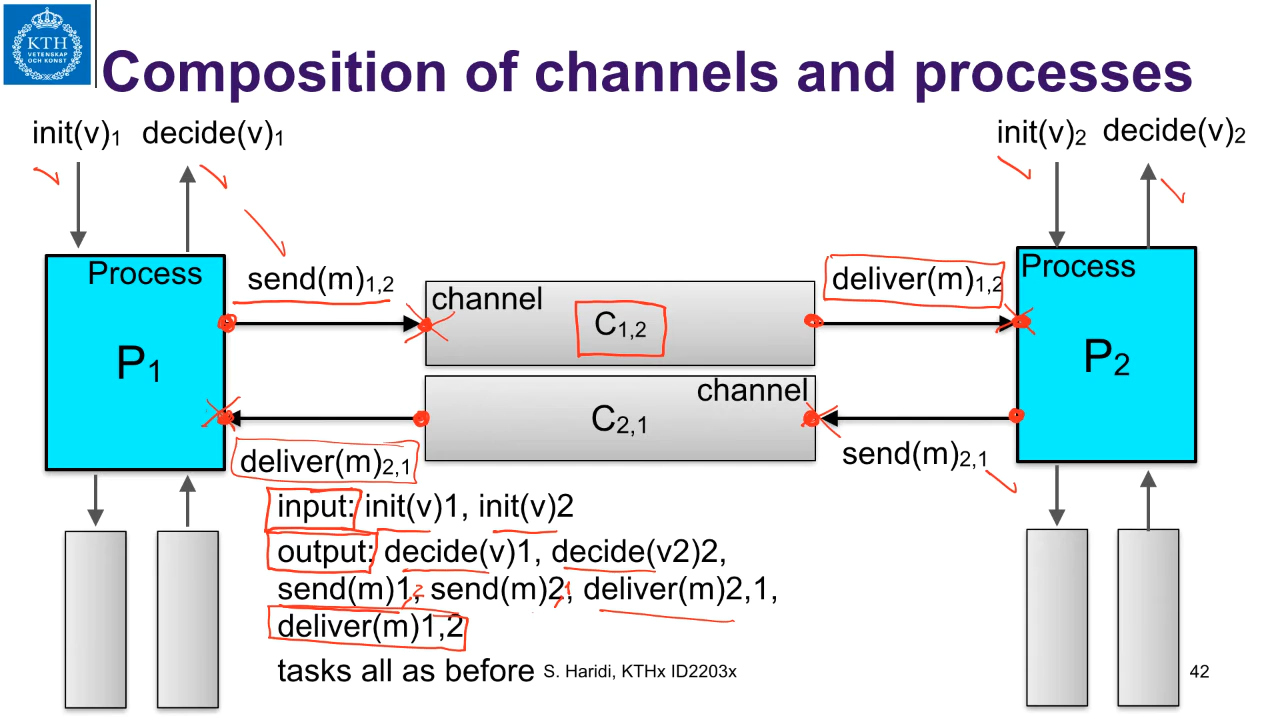 KTH
VETENSKAP
OCH KONST
Composition of channels and processes
init(v)1 decide(v)1
init(v)2 decide(v)2
Process
P1
send(m)1,2
channel
C1,2
deliver(m)1,2
Process
P2
channel
C2,1
deliver(m)2,1
send(m)2,1
input: init(v)1, init(v)2
output: decide(v)1, decide(v2)2,
send(m)1,2 send(m)2,1, deliver(m)2,1,
deliver(m)1,2
tasks all as before
S. Haridi, KTHx ID2203x
42